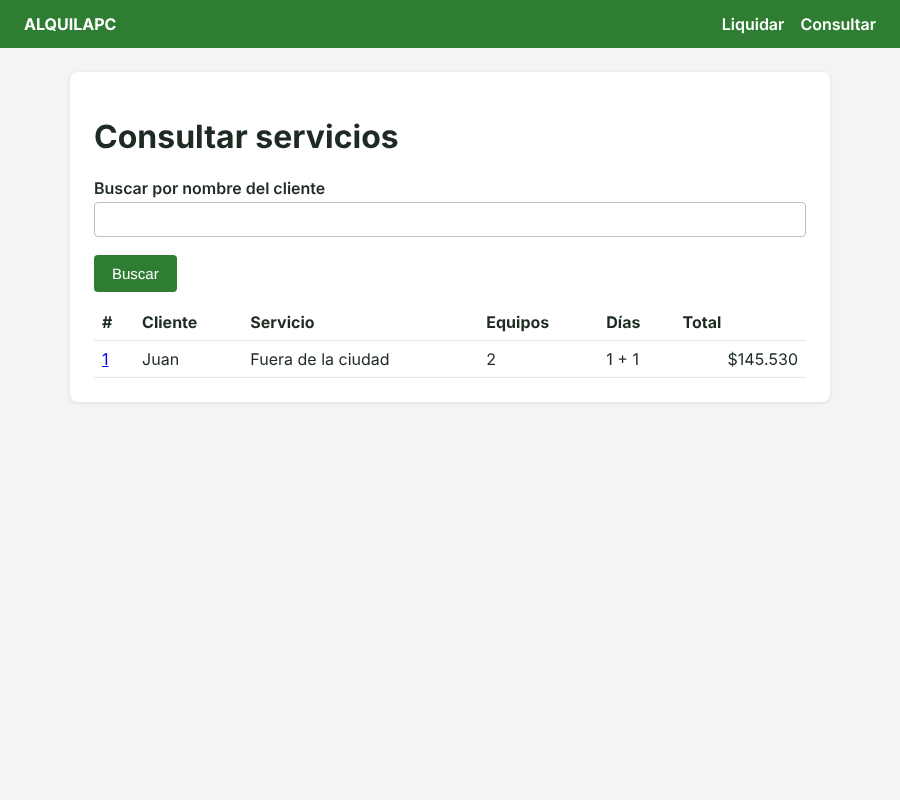 ALQUILAPC Liquidar Consultar
Consultar servicios
Buscar por nombre del cliente
Buscar
# Cliente Servicio Equipos Días Total
1 Juan Fuera de la ciudad 2 1 + 1 $145.530